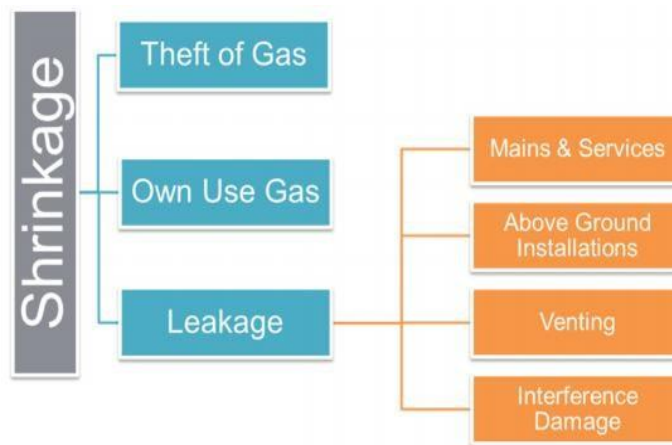 Shrinkage
Theft of Gas
Own Use Gas
Leakage
Mains & Services
Above Ground
Installations
Venting
Interference
Damage